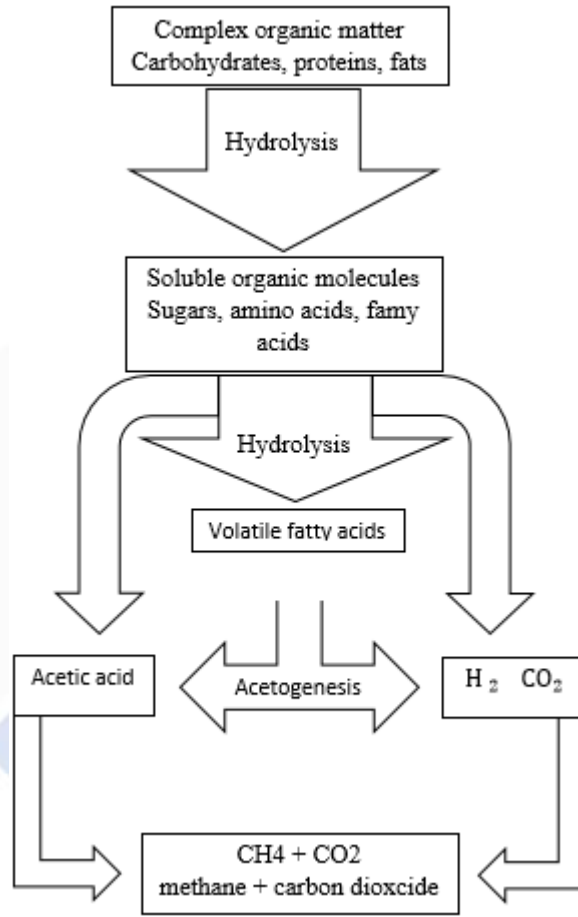 Complex organic matter
Carbohydrates, proteins, fats
Hydrolysis
Soluble organic molecules
Sugars, amino acids, famy
acids
Hydrolysis
Volatile fatty acids
Acetic acid
Acetogenesis
H₂ CO₂
CH4 + CO2
methane + carbon dioxcide